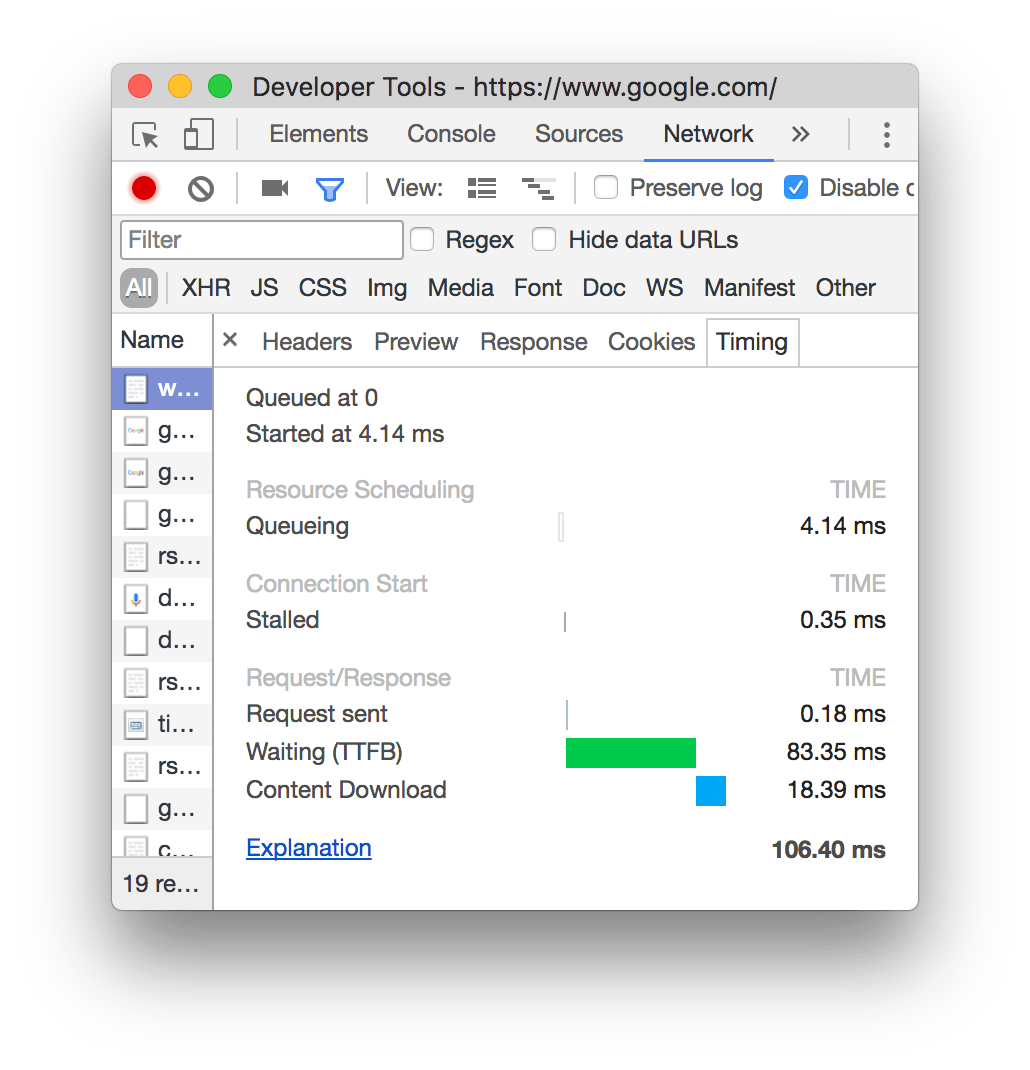 Developer Tools - https://www.google.com/
Elements Console Sources Network »
View: Preserve log Disable c
Filter Regex Hide data URLs
All XHR JS CSS Img Media Font Doc WS Manifest Other
Name × Headers Preview Response Cookies Timing
w…
g…
g…
g…
rs…
d…
d…
rs…
ti…
rs…
g…
c…
19 re…
Queued at 0
Started at 4.14 ms
Resource Scheduling TIME
Queueing 4.14 ms
Connection Start TIME
Stalled 0.35 ms
Request/Response TIME
Request sent 0.18 ms
Waiting (TTFB) 83.35 ms
Content Download 18.39 ms
Explanation 106.40 ms